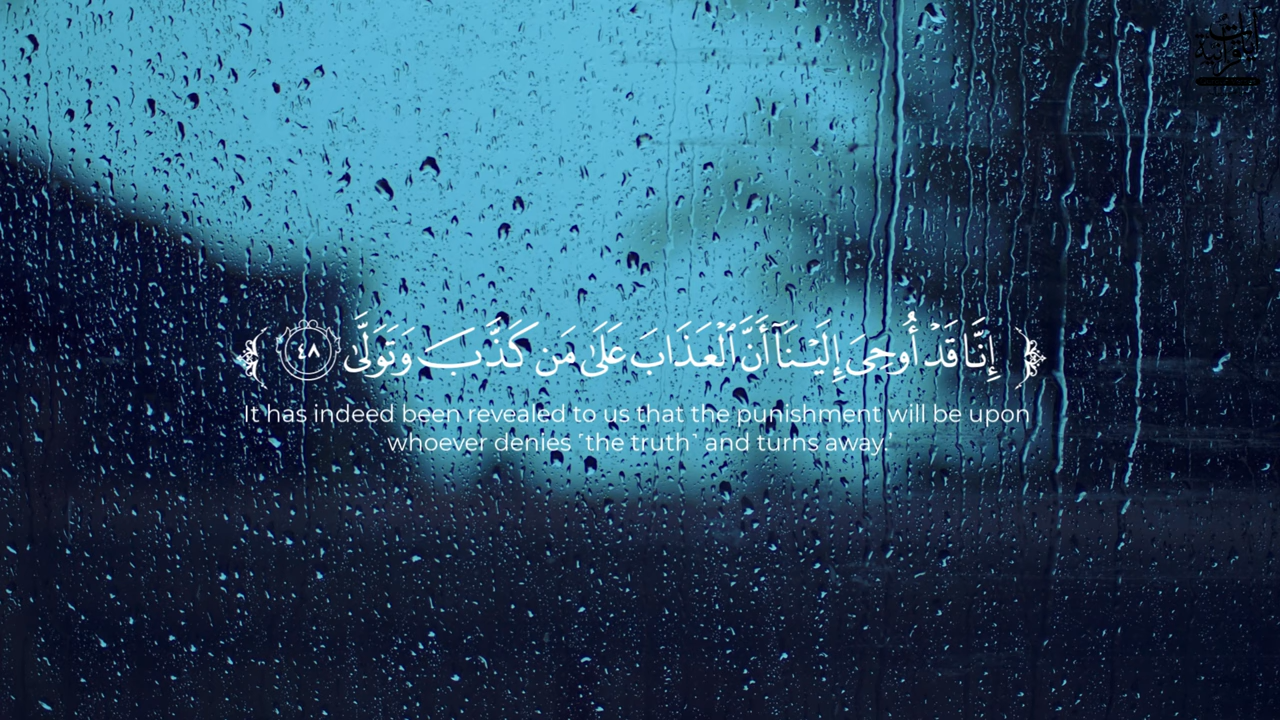 إِنَّا قَدْ أُوحِىَ إِلَيْنَآ أَنَّ ٱلْعَذَابَ عَلَىٰ مَن كَذَّبَ وَتَوَلَّىٰ ٤٨
It has indeed been revealed to us that the punishment will be upon
whoever denies ˹the truth˺ and turns away.’